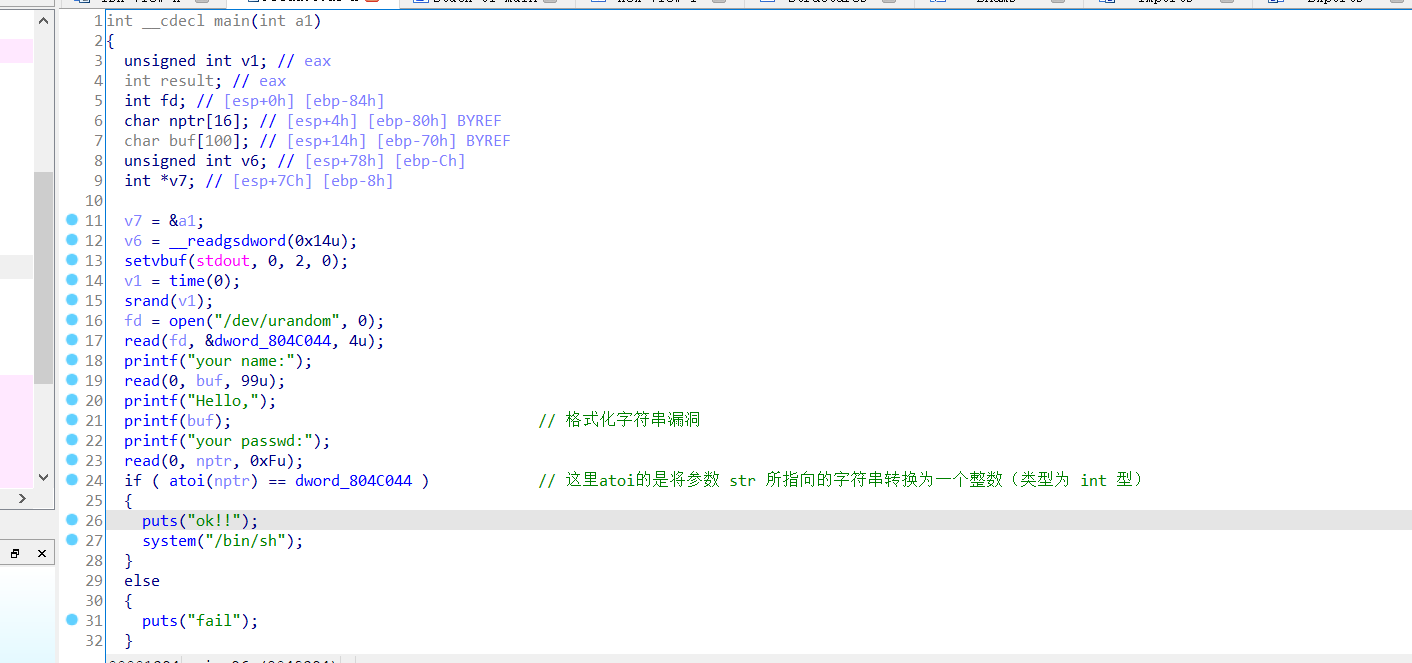 1 int __cdecl main(int a1)
2 {
3 unsigned int v1; // eax
4 int result; // eax
5 int fd; // [esp+0h] [ebp-84h]
6 char nptr[16]; // [esp+4h] [ebp-80h] BYREF
7 char buf[100]; // [esp+14h] [ebp-70h] BYREF
8 unsigned int v6; // [esp+78h] [ebp-Ch]
9 int *v7; // [esp+7Ch] [ebp-8h]
10
11 v7 = &a1;
12 v6 = __readgsdword(0x14u);
13 setvbuf(stdout, 0, 2, 0);
14 v1 = time(0);
15 srand(v1);
16 fd = open("/dev/urandom", 0);
17 read(fd, &dword_804C044, 4u);
18 printf("your name:");
19 read(0, buf, 99u);
20 printf("Hello,");
21 printf(buf); // 格式化字符串漏洞
22 printf("your passwd:");
23 read(0, nptr, 0xFu);
24 if ( atoi(nptr) == dword_804C044 ) // 这里atoi的是将参数 str 所指向的字符串转换为一个整数（类型为 int 型）
25 {
26 puts("ok!!");
27 system("/bin/sh");
28 }
29 else
30 {
31 puts("fail");
32 }